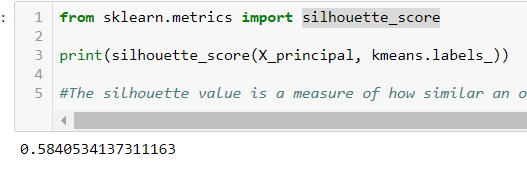 1 from sklearn.metrics import silhouette_score
2
3 print(silhouette_score(X_principal, kmeans.labels_))
4
5 #The silhouette value is a measure of how similar an o
0.5840534137311163